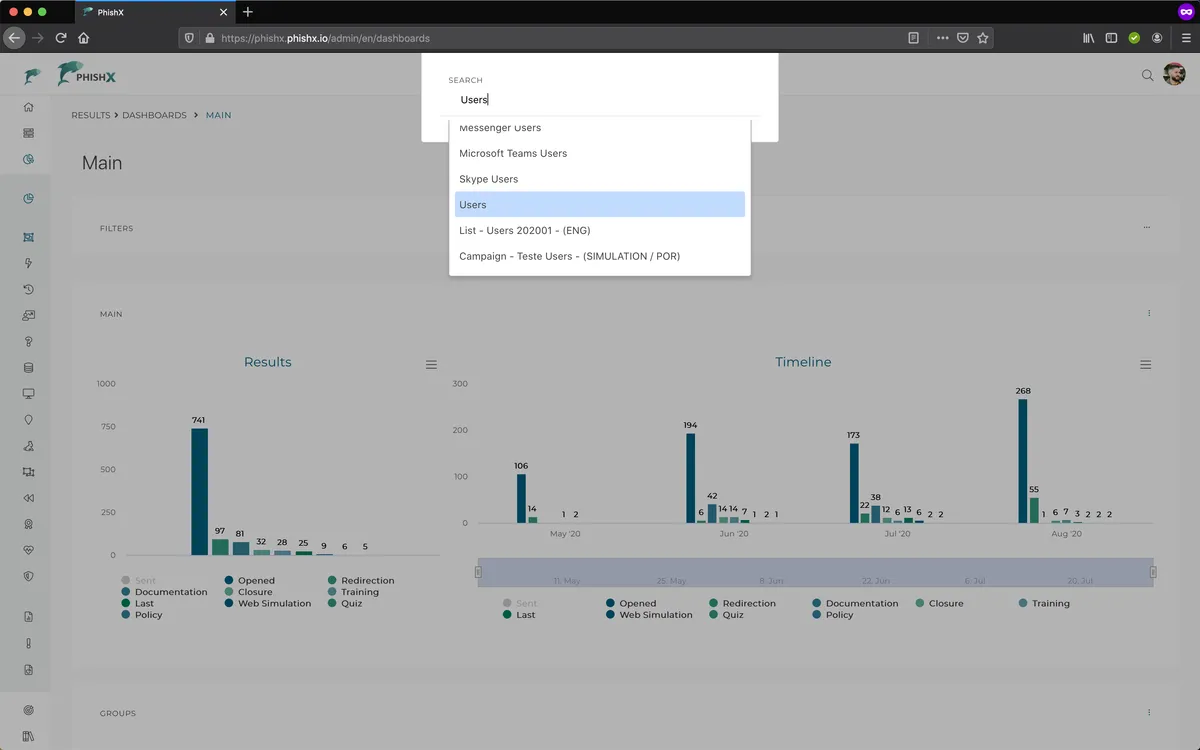 PhishX
https://phishx.phishx.io/admin/en/dashboards
PHISHX
SEARCH
Users
Messenger Users
Microsoft Teams Users
Skype Users
Users
List - Users 202001 - (ENG)
Campaign - Teste Users - (SIMULATION / POR)
RESULTS > DASHBOARDS > MAIN
Main
FILTERS
MAIN
Results
1000
750
500
250
0
741
97
81
32
28
25
9
6
5
Sent
Opened
Redirection
Documentation
Closure
Training
Last
Web Simulation
Quiz
Policy
Timeline
300
200
100
0
106
14
1
2
194
6
42
14
14
7
1
2
1
173
22
38
12
6
13
6
2
2
268
55
1
6
7
3
2
2
2
May '20
Jun '20
Jul '20
Aug '20
11. May
25. May
8. Jun
22. Jun
6. Jul
20. Jul
Sent
Opened
Redirection
Documentation
Closure
Training
Last
Web Simulation
Quiz
Policy
GROUPS